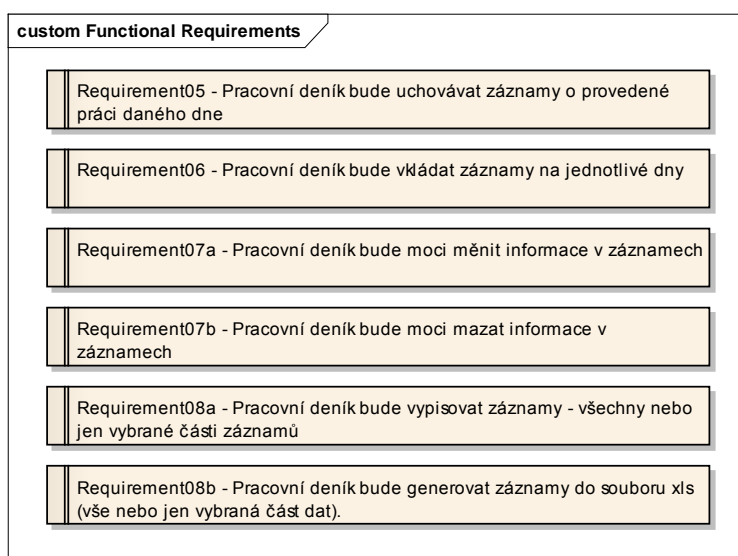 custom Functional Requirements
Requirement05 - Pracovní deník bude uchovávat záznamy o provedené
práci daného dne
Requirement06 - Pracovní deník bude vkládat záznamy na jednotlivé dny
Requirement07a - Pracovní deník bude moci měnit informace v záznamech
Requirement07b - Pracovní deník bude moci mazat informace v
záznamech
Requirement08a - Pracovní deník bude vypisovat záznamy - všechny nebo
jen vybrané části záznamů
Requirement08b - Pracovní deník bude generovat záznamy do souboru xls
(vše nebo jen vybraná část dat).